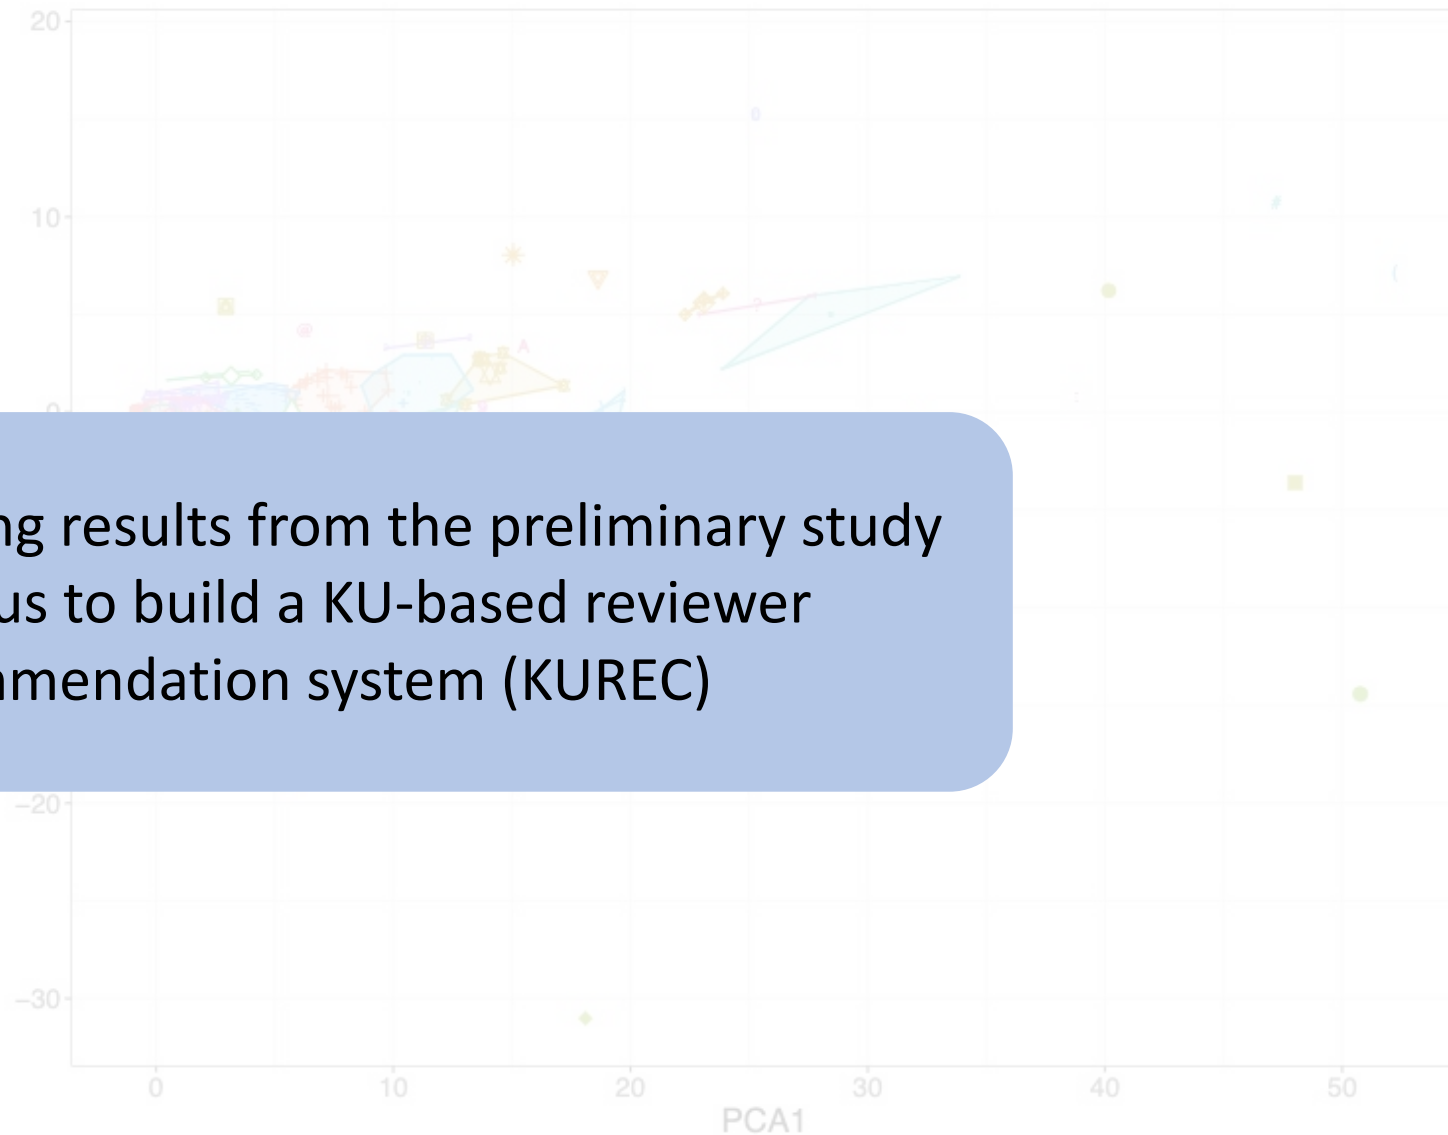 20
10
0
ng results from the preliminary study
us to build a KU-based reviewer
mmendation system (KUREC)
−20
−30
0 10 20 30 40 50
PCA1